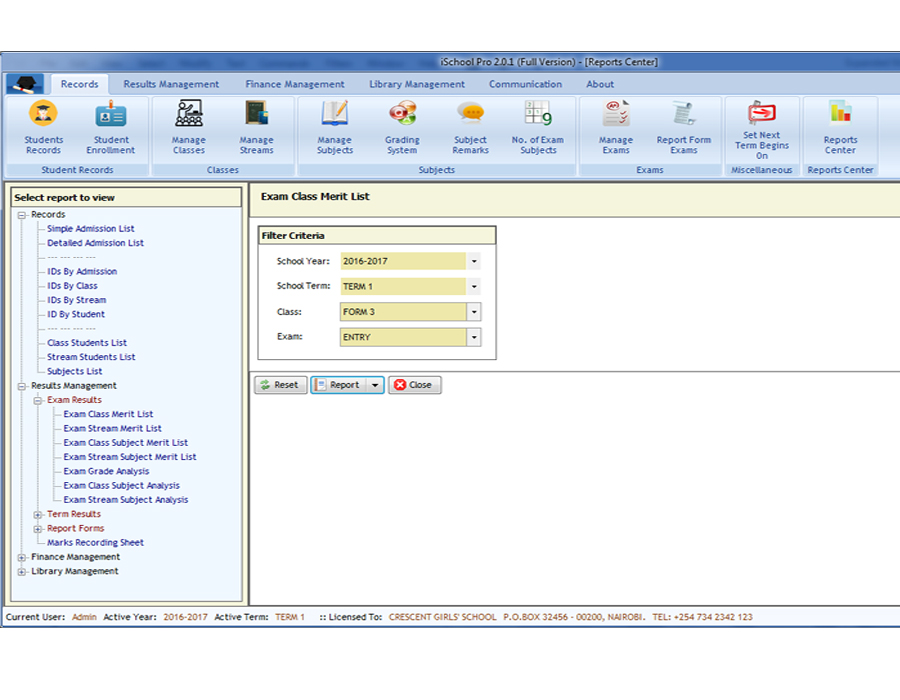 iSchool Pro 2.0.1 (Full Version) - [Reports Center]
Records Results Management Finance Management Library Management Communication About
Students Records
Student Enrollment
Manage Classes
Manage Streams
Manage Subjects
Grading System
Subject Remarks
9
No. of Exam Subjects
Manage Exams
Report Form Exams
Set Next Term Begins On
Reports Center
Student Records Classes Subjects Exams Miscellaneous Reports Center
Select report to view
Records
Simple Admission List
Detailed Admission List
--- --- --- ---
IDs By Admission
IDs By Class
IDs By Stream
ID By Student
--- --- --- ---
Class Students List
Stream Students List
Subjects List
Results Management
Exam Results
Exam Class Merit List
Exam Stream Merit List
Exam Class Subject Merit List
Exam Stream Subject Merit List
Exam Grade Analysis
Exam Class Subject Analysis
Exam Stream Subject Analysis
Term Results
Report Forms
Marks Recording Sheet
Finance Management
Library Management
Exam Class Merit List
Filter Criteria
School Year: 2016-2017
School Term: TERM 1
Class: FORM 3
Exam: ENTRY
Reset Report Close
Current User: Admin Active Year: 2016-2017 Active Term: TERM 1 :: Licensed To: CRESCENT GIRLS' SCHOOL P.O.BOX 32456 - 00200, NAIROBI. TEL: +254 734 2342 123